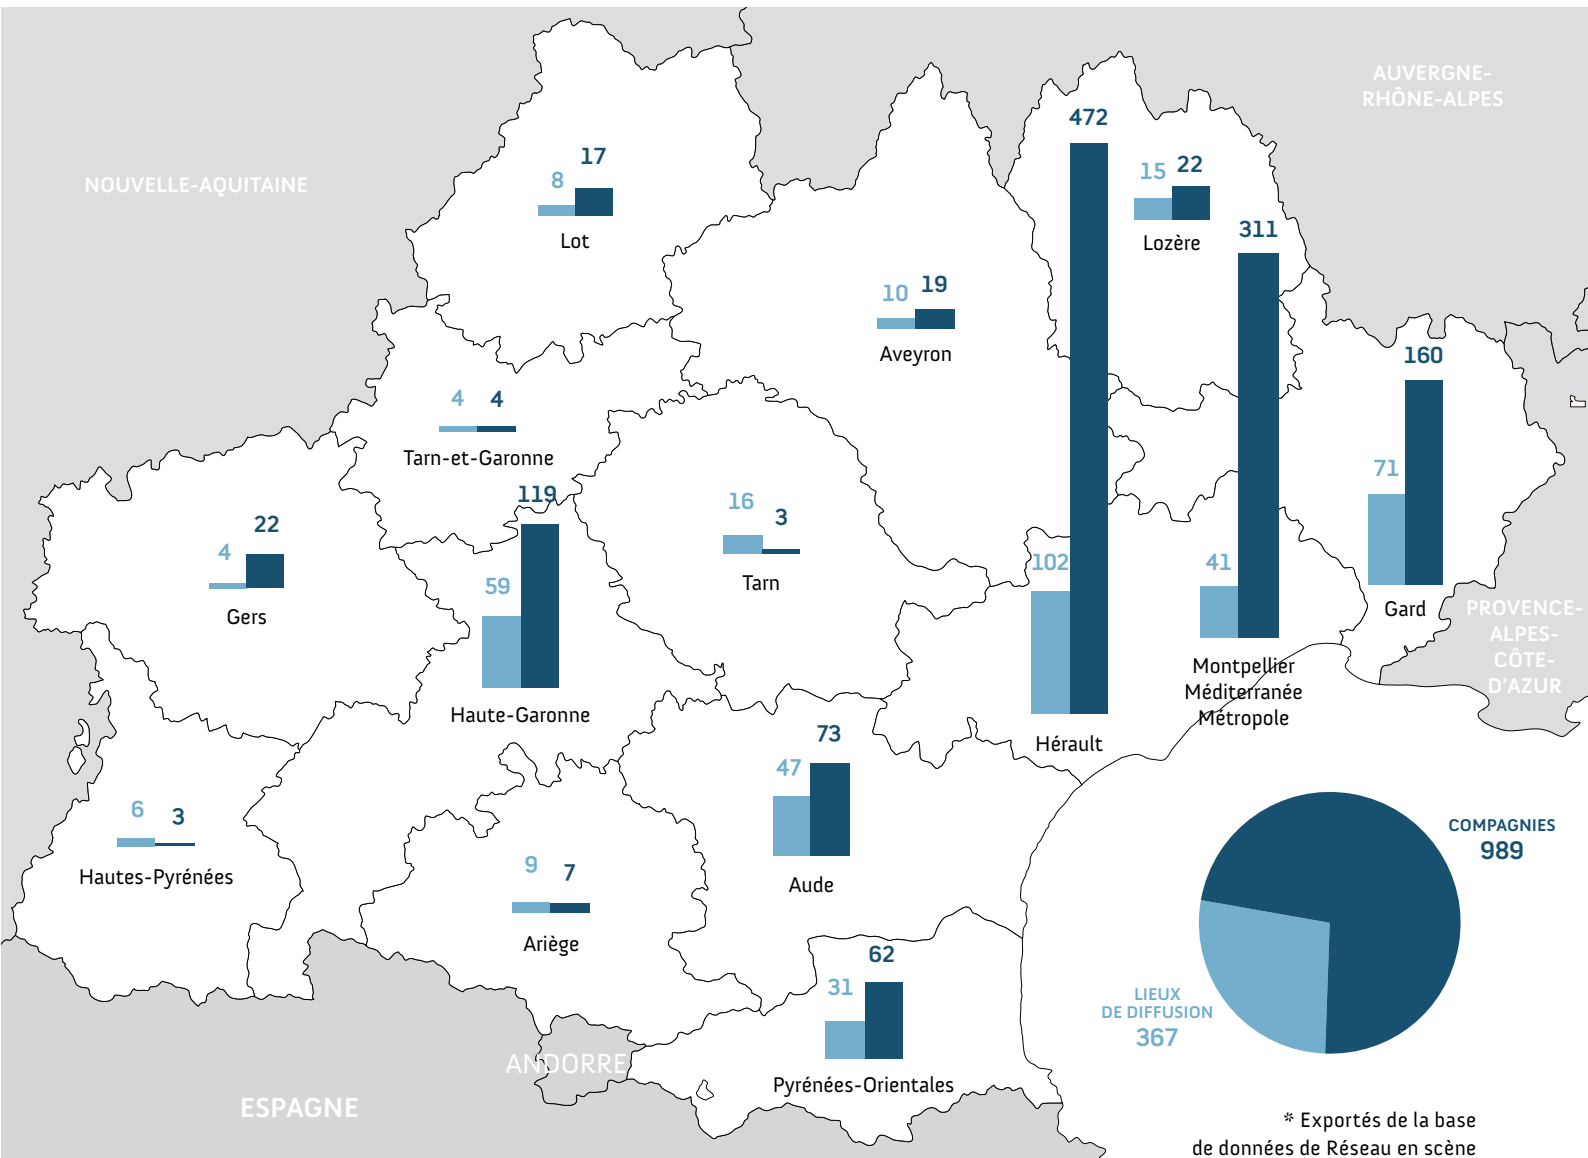 AUVERGNE-
RHÔNE-ALPES
NOUVELLE-AQUITAINE
8
17
Lot
10
19
Aveyron
472
102
Hérault
15
22
Lozère
311
41
Montpellier
Méditerranée
Métropole
160
71
Gard
4
4
Tarn-et-Garonne
119
59
Haute-Garonne
16
3
Tarn
4
22
Gers
PROVENCE-
ALPES-
CÔTE-
D'AZUR
6
3
Hautes-Pyrénées
9
7
Ariège
47
73
Aude
31
62
Pyrénées-Orientales
COMPAGNIES
989
LIEUX
DE DIFFUSION
367
ANDORRE
ESPAGNE
* Exportés de la base
de données de Réseau en scène